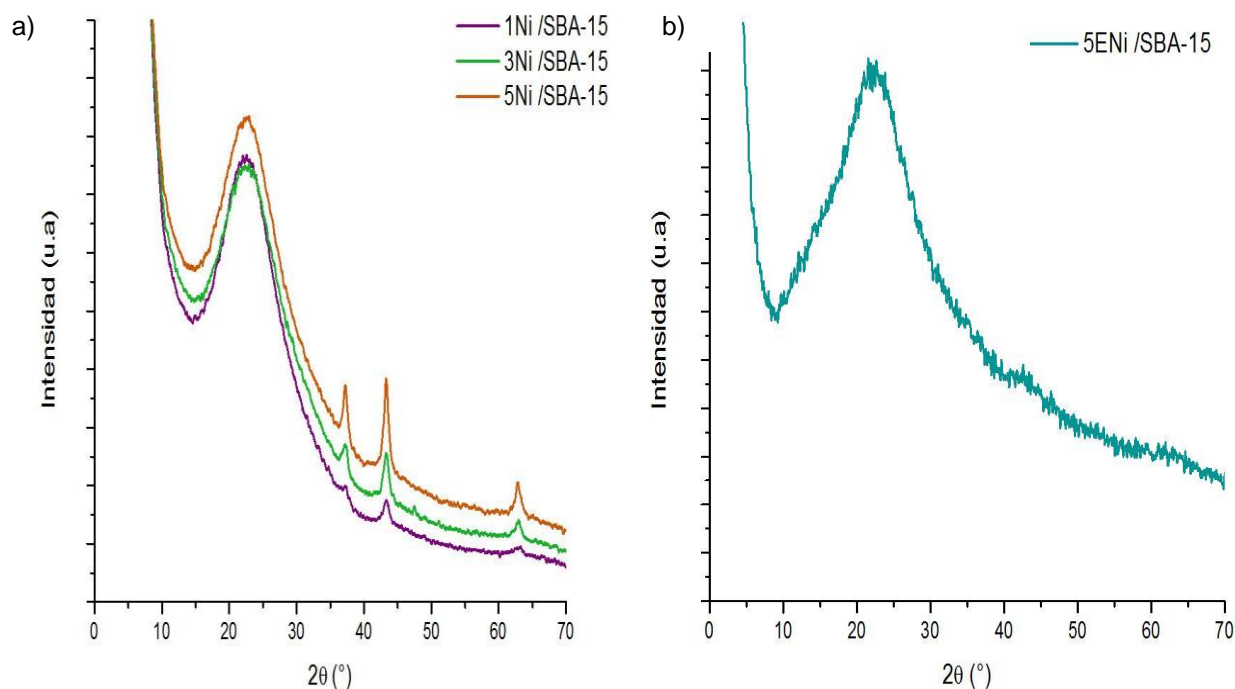 a)
1Ni /SBA-15
3Ni /SBA-15
5Ni /SBA-15
Intensidad (u.a)
0 10 20 30 40 50 60 70
2θ (°)
b)
5ENi /SBA-15
Intensidad (u.a)
0 10 20 30 40 50 60 70
2θ (°)